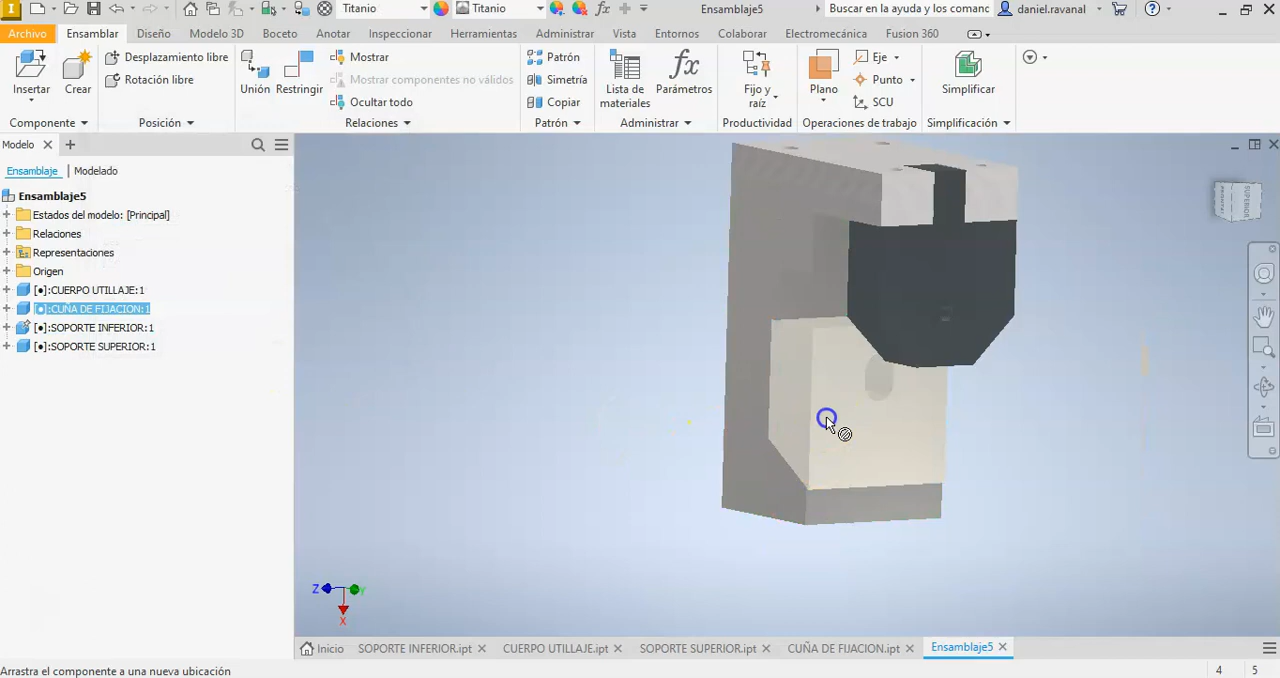 Titanio
Titanio
Ensamblaje5
Buscar en la ayuda y los comanc
daniel.ravanal
Archivo Ensamblar Diseño Modelo 3D Boceto Anotar Inspeccionar Herramientas Administrar Vista Entornos Colaborar Electromecánica Fusion 360
Insertar
Crear
Desplazamiento libre
Rotación libre
Unión
Restringir
Mostrar
Mostrar componentes no válidos
Ocultar todo
Patrón
Simetría
Copiar
Lista de
materiales
Parámetros
Fijo y
raíz
Plano
Eje
Punto
SCU
Simplificar
Componente Posición Relaciones Patrón Administrar Productividad Operaciones de trabajo Simplificación
Modelo
Ensamblaje Modelado
Ensamblaje5
Estados del modelo: [Principal]
Relaciones
Representaciones
Origen
[●]:CUERPO UTILLAJE:1
[●]:CUÑA DE FIJACION:1
[●]:SOPORTE INFERIOR:1
[●]:SOPORTE SUPERIOR:1
SUPERIOR
Z
Y
X
Inicio SOPORTE INFERIOR.ipt CUERPO UTILLAJE.ipt SOPORTE SUPERIOR.ipt CUÑA DE FIJACION.ipt Ensamblaje5
Arrastra el componente a una nueva ubicación
4 5